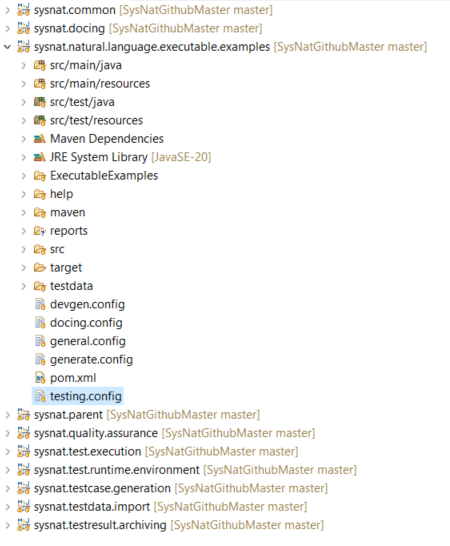 sysnat.common [SysNatGithubMaster master]
sysnat.docing [SysNatGithubMaster master]
sysnat.natural.language.executable.examples [SysNatGithubMaster master]
src/main/java
src/main/resources
src/test/java
src/test/resources
Maven Dependencies
JRE System Library [JavaSE-20]
ExecutableExamples
help
maven
reports
src
target
testdata
devgen.config
docing.config
general.config
generate.config
pom.xml
testing.config
sysnat.parent [SysNatGithubMaster master]
sysnat.quality.assurance [SysNatGithubMaster master]
sysnat.test.execution [SysNatGithubMaster master]
sysnat.test.runtime.environment [SysNatGithubMaster master]
sysnat.testcase.generation [SysNatGithubMaster master]
sysnat.testdata.import [SysNatGithubMaster master]
sysnat.testresult.archiving [SysNatGithubMaster master]